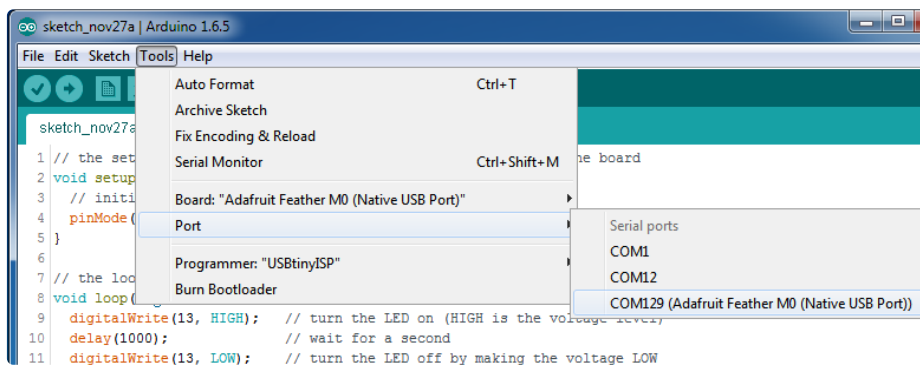 sketch_nov27a | Arduino 1.6.5
File Edit Sketch Tools Help
Auto Format Ctrl+T
Archive Sketch
sketch_nov27a
Fix Encoding & Reload
1 // the set
Serial Monitor Ctrl+Shift+M
he board
2 void setup
3 // initi
Board: "Adafruit Feather M0 (Native USB Port)"
4 pinMode(
Port
Serial ports
5 }
COM1
6
Programmer: "USBtinyISP"
7 // the loo
COM12
Burn Bootloader
8 void loop(
COM129 (Adafruit Feather M0 (Native USB Port))
9 digitalWrite(13, HIGH); // turn the LED on (HIGH is the voltage level)
10 delay(1000); // wait for a second
11 digitalWrite(13, LOW); // turn the LED off by making the voltage LOW